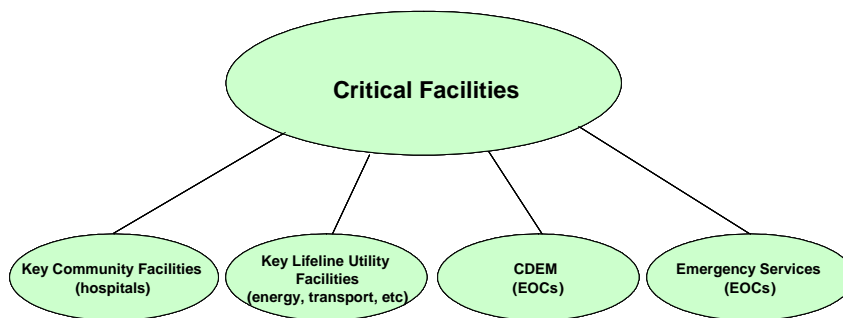 Critical Facilities
Key Community Facilities
(hospitals)
Key Lifeline Utility
Facilities
(energy, transport, etc)
CDEM
(EOCs)
Emergency Services
(EOCs)